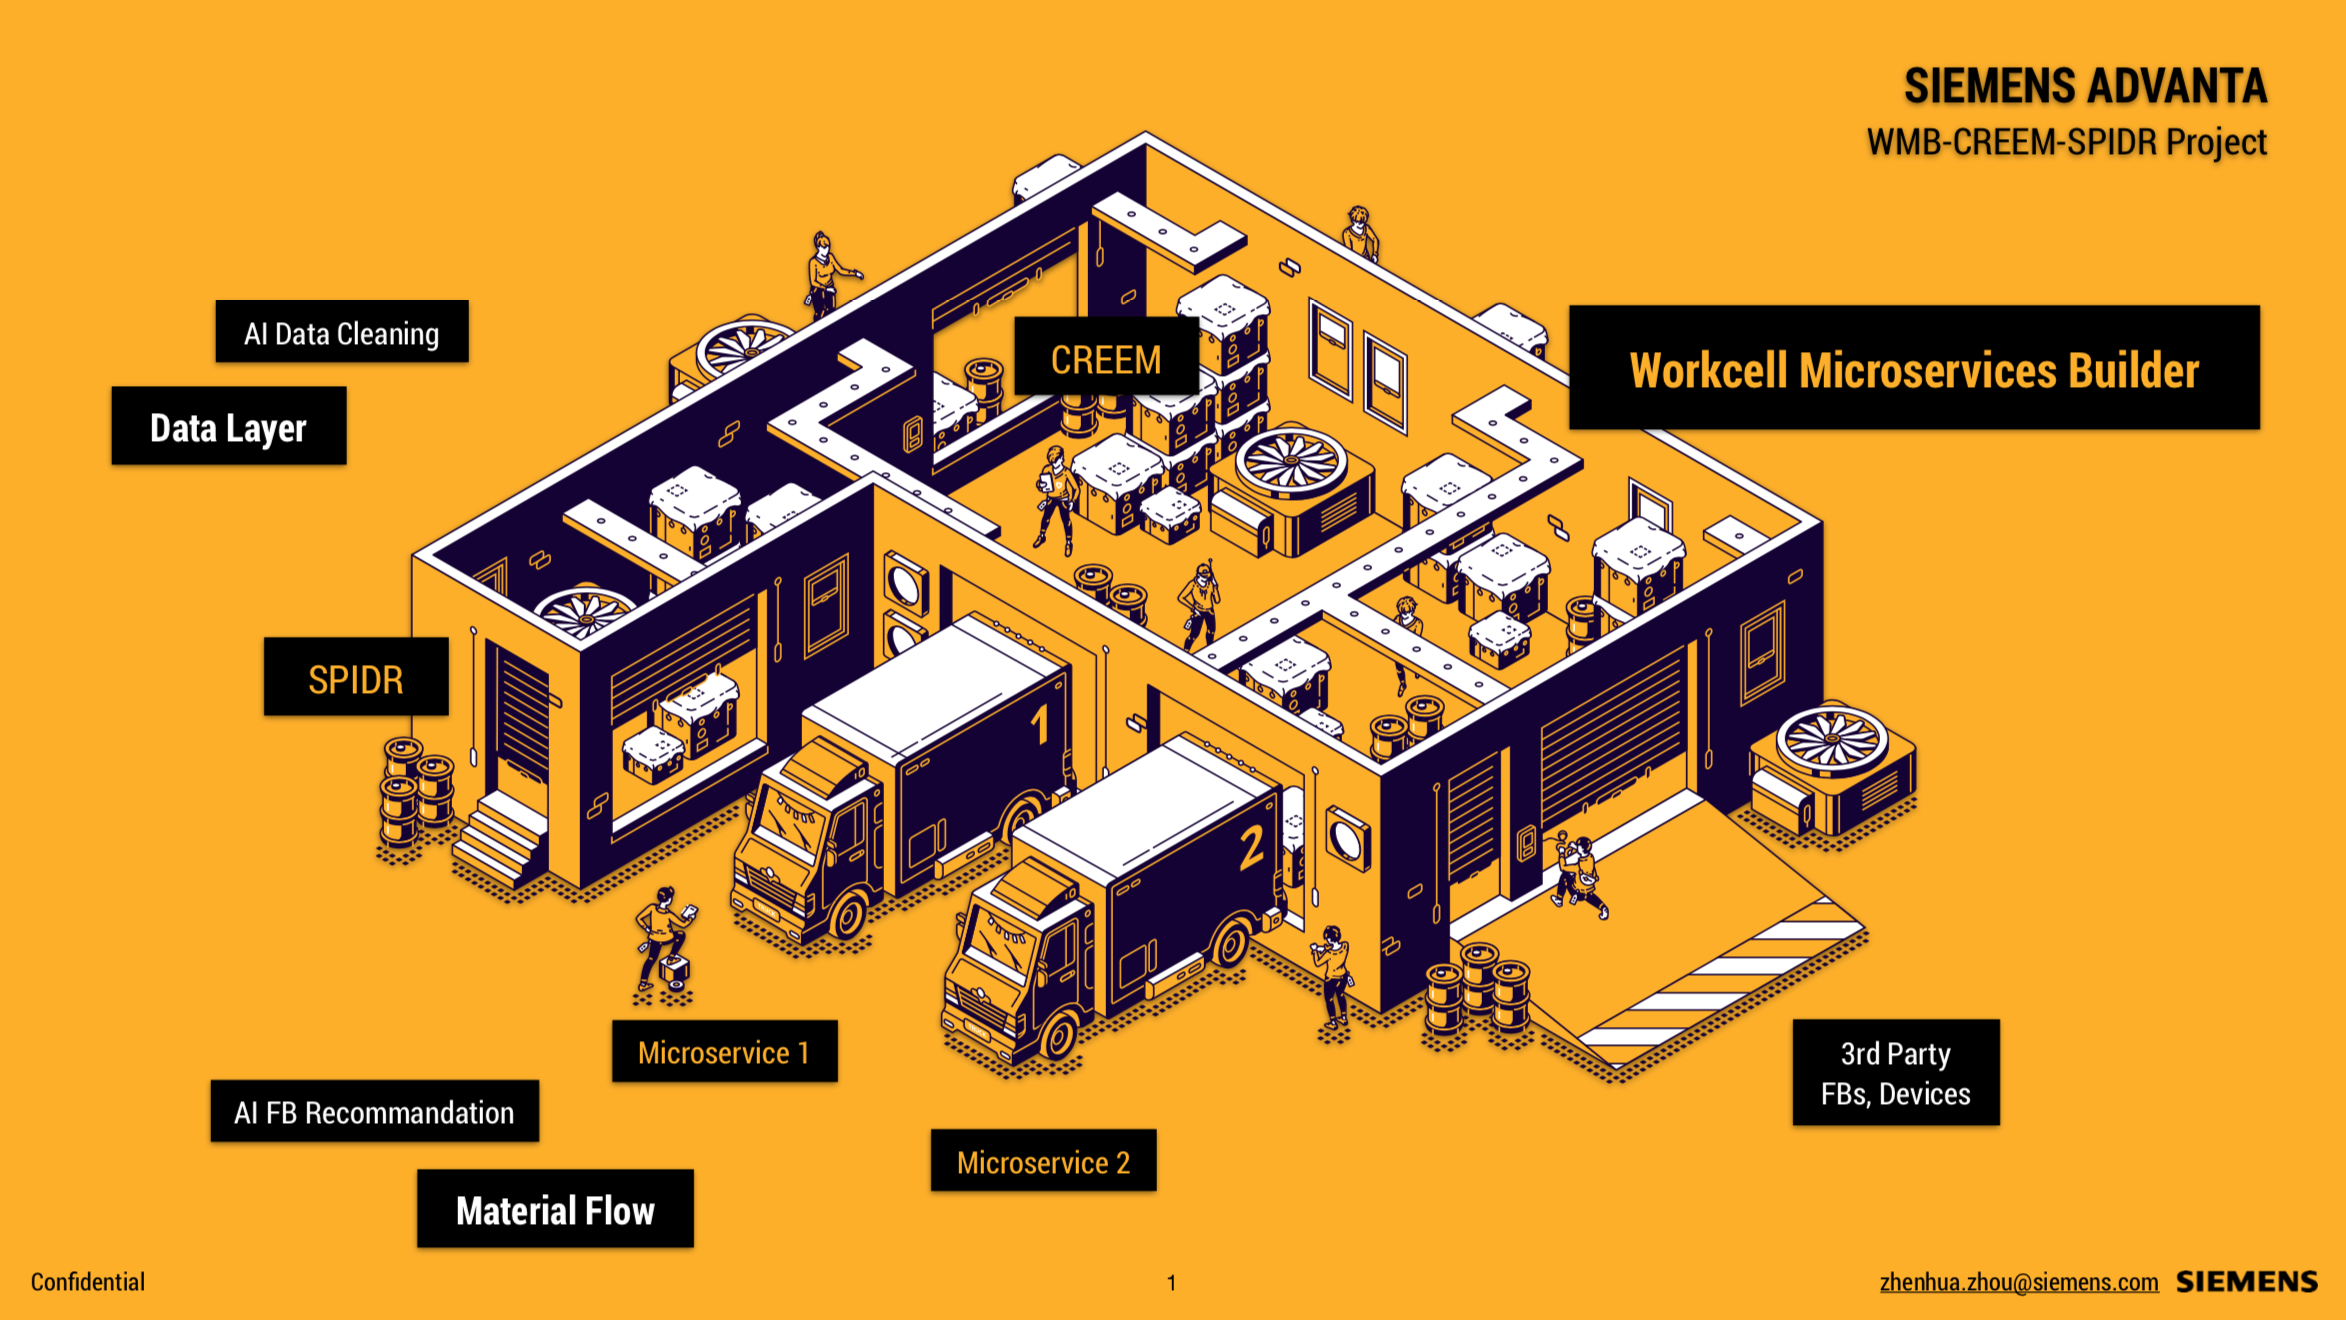 SIEMENS ADVANTA
WMB-CREEM-SPIDR Project
AI Data Cleaning
Data Layer
CREEM
Workcell Microservices Builder
SPIDR
1
2
Microservice 1
3rd Party
FBs, Devices
AI FB Recommandation
Microservice 2
Material Flow
Confidential
1
zhenhua.zhou@siemens.com
SIEMENS